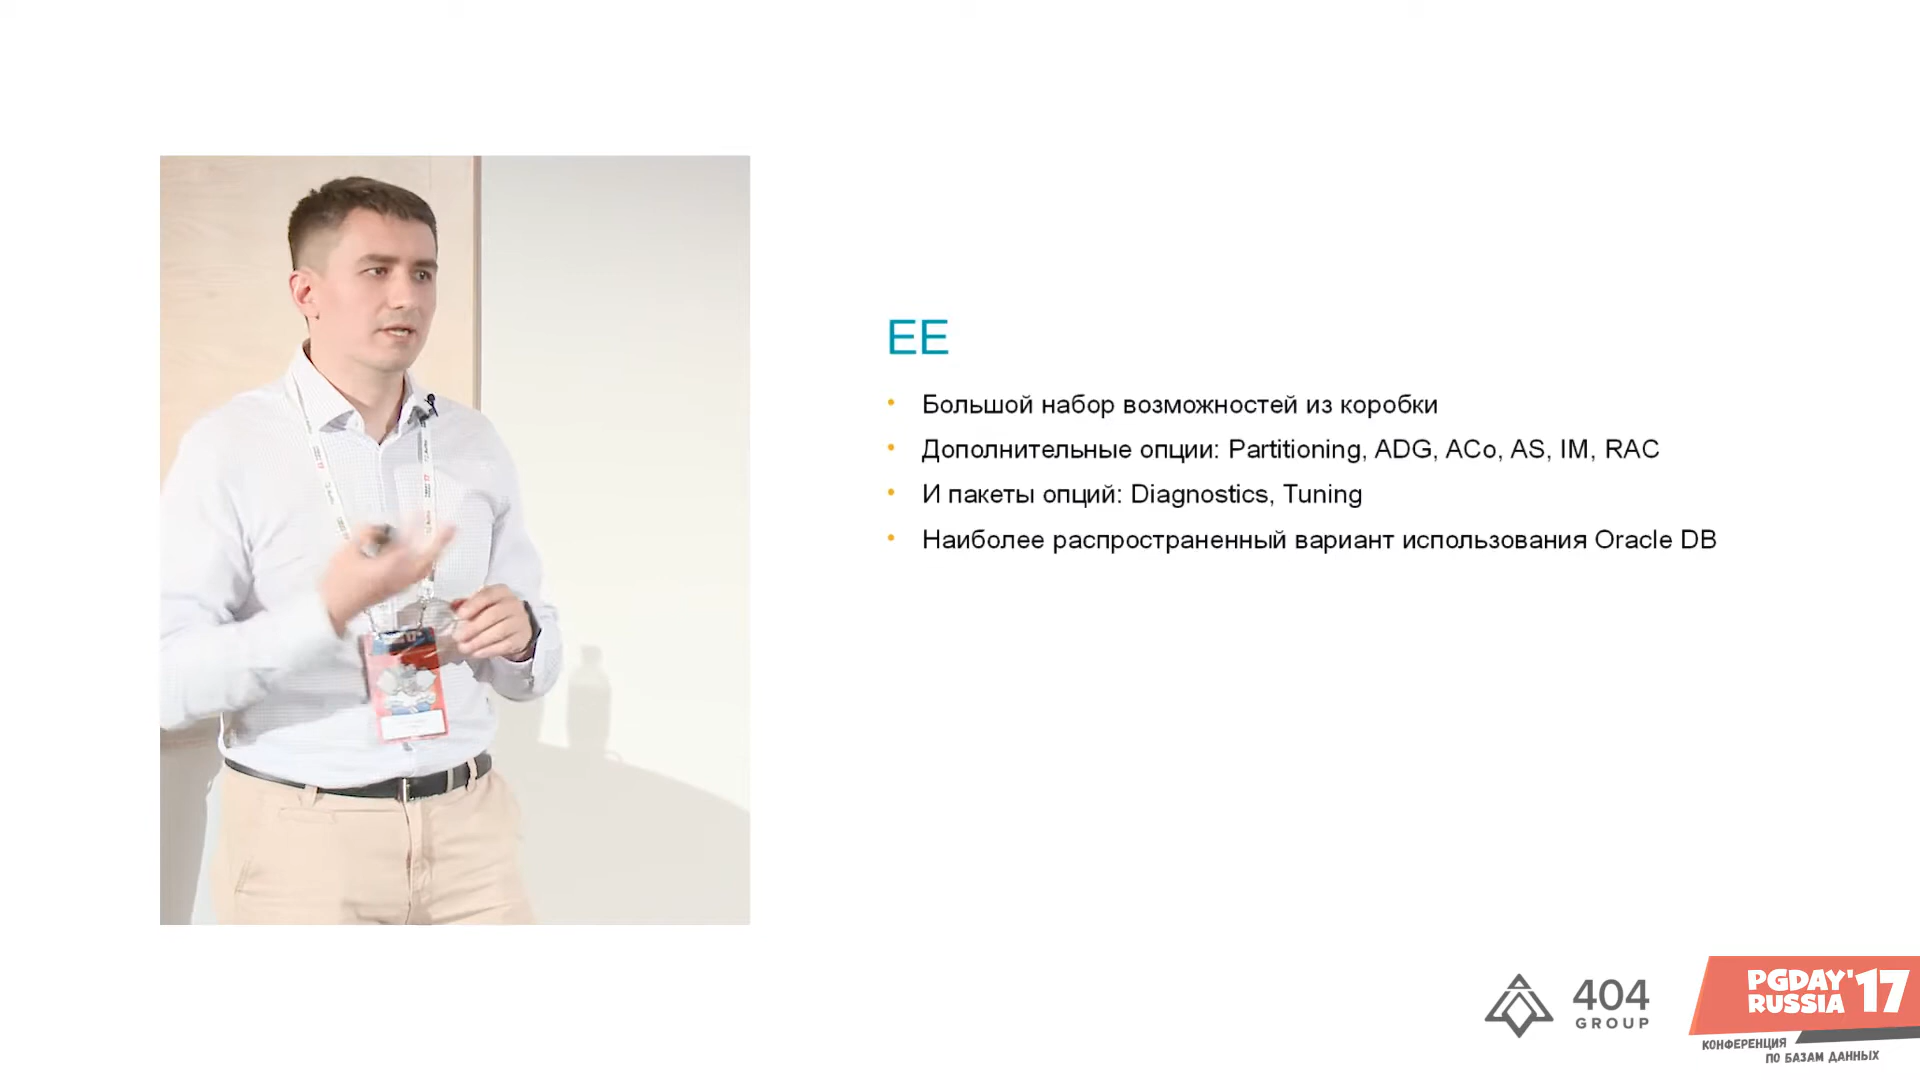 EE
• Большой набор возможностей из коробки
• Дополнительные опции: Partitioning, ADG, ACo, AS, IM, RAC
• И пакеты опций: Diagnostics, Tuning
• Наиболее распространенный вариант использования Oracle DB
404
GROUP
PGDAY'17
RUSSIA
КОНФЕРЕНЦИЯ
ПО БАЗАМ ДАННЫХ